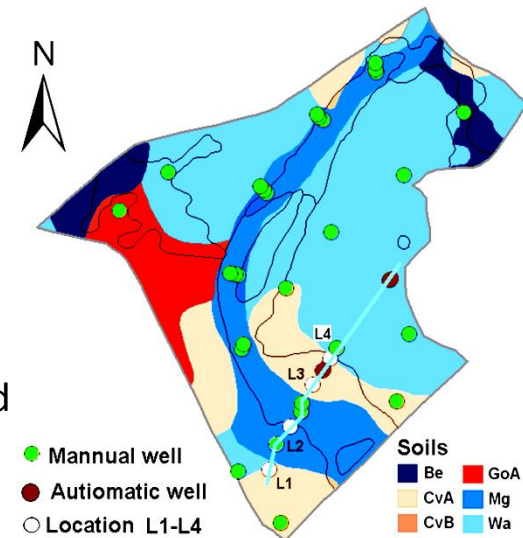 N
L4
L3
L2
L1
d
Mannual well
Autiomatic well
Location L1-L4
Soils
Be
GoA
CvA
Mg
CvB
Wa